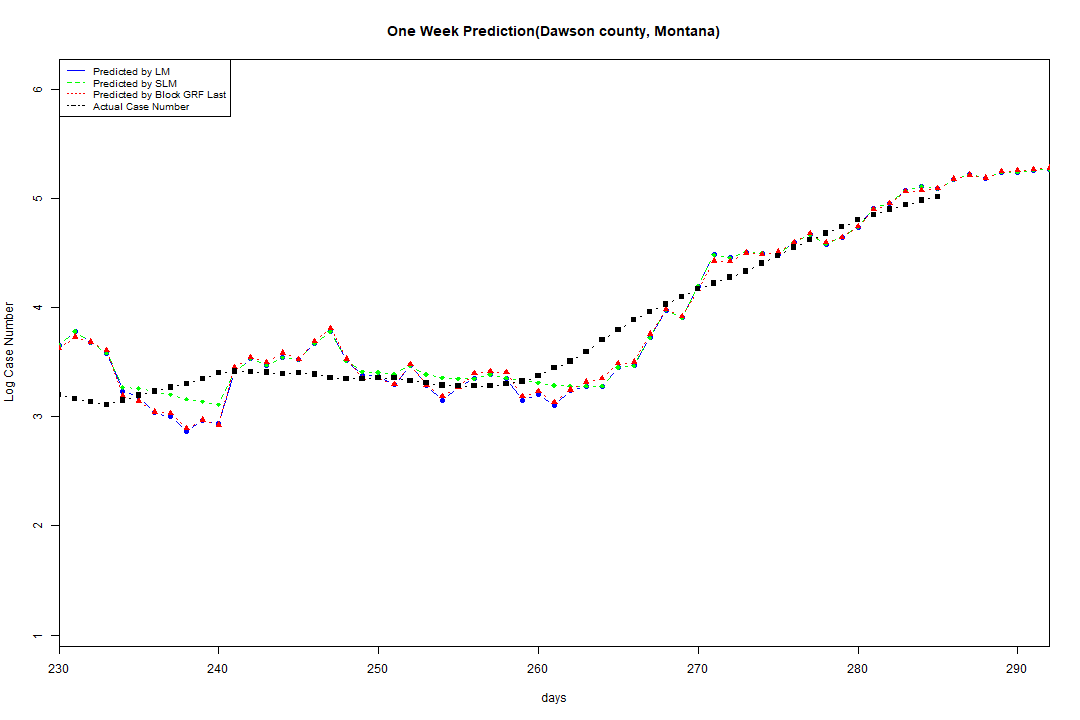 One Week Prediction(Dawson county, Montana)
Predicted by LM
Predicted by SLM
Predicted by Block GRF Last
Actual Case Number
6
5
4
3
2
1
Log Case Number
230 240 250 260 270 280 290
days